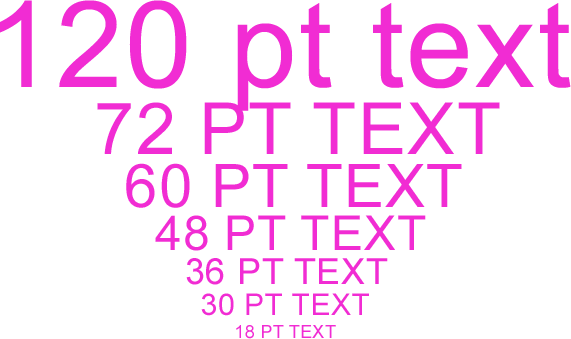 120 pt text
72 PT TEXT
60 PT TEXT
48 PT TEXT
36 PT TEXT
30 PT TEXT
18 PT TEXT